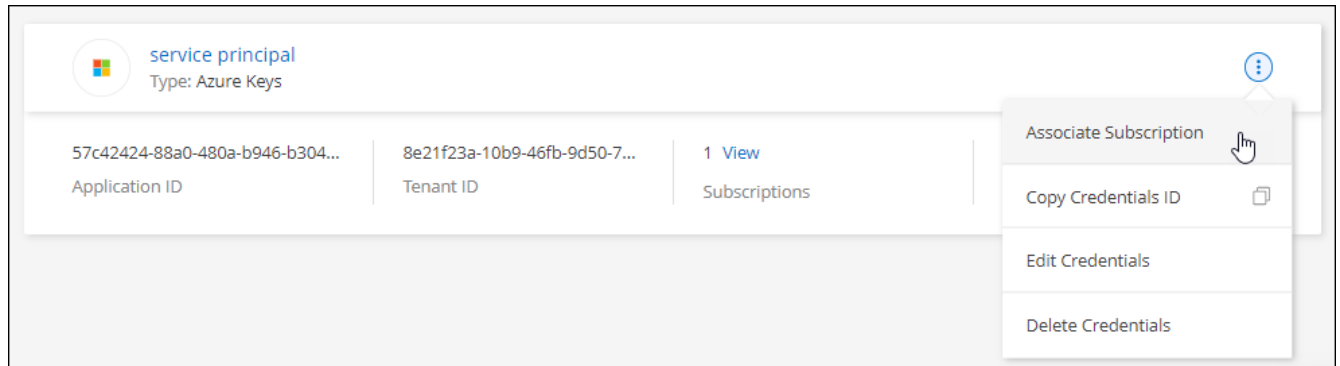 service principal
Type: Azure Keys
57c42424-88a0-480a-b946-b304...
Application ID
8e21f23a-10b9-46fb-9d50-7...
Tenant ID
1 View
Subscriptions
Associate Subscription
Copy Credentials ID
Edit Credentials
Delete Credentials